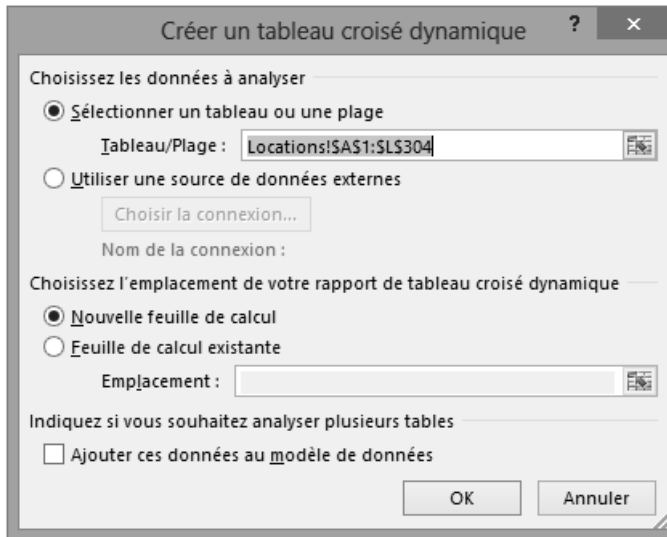 Créer un tableau croisé dynamique ? ×
Choisissez les données à analyser
Sélectionner un tableau ou une plage
Tableau/Plage : Locations!$A$1:$L$304
Utiliser une source de données externes
Choisir la connexion...
Nom de la connexion :
Choisissez l'emplacement de votre rapport de tableau croisé dynamique
Nouvelle feuille de calcul
Feuille de calcul existante
Emplacement :
Indiquez si vous souhaitez analyser plusieurs tables
Ajouter ces données au modèle de données
OK Annuler